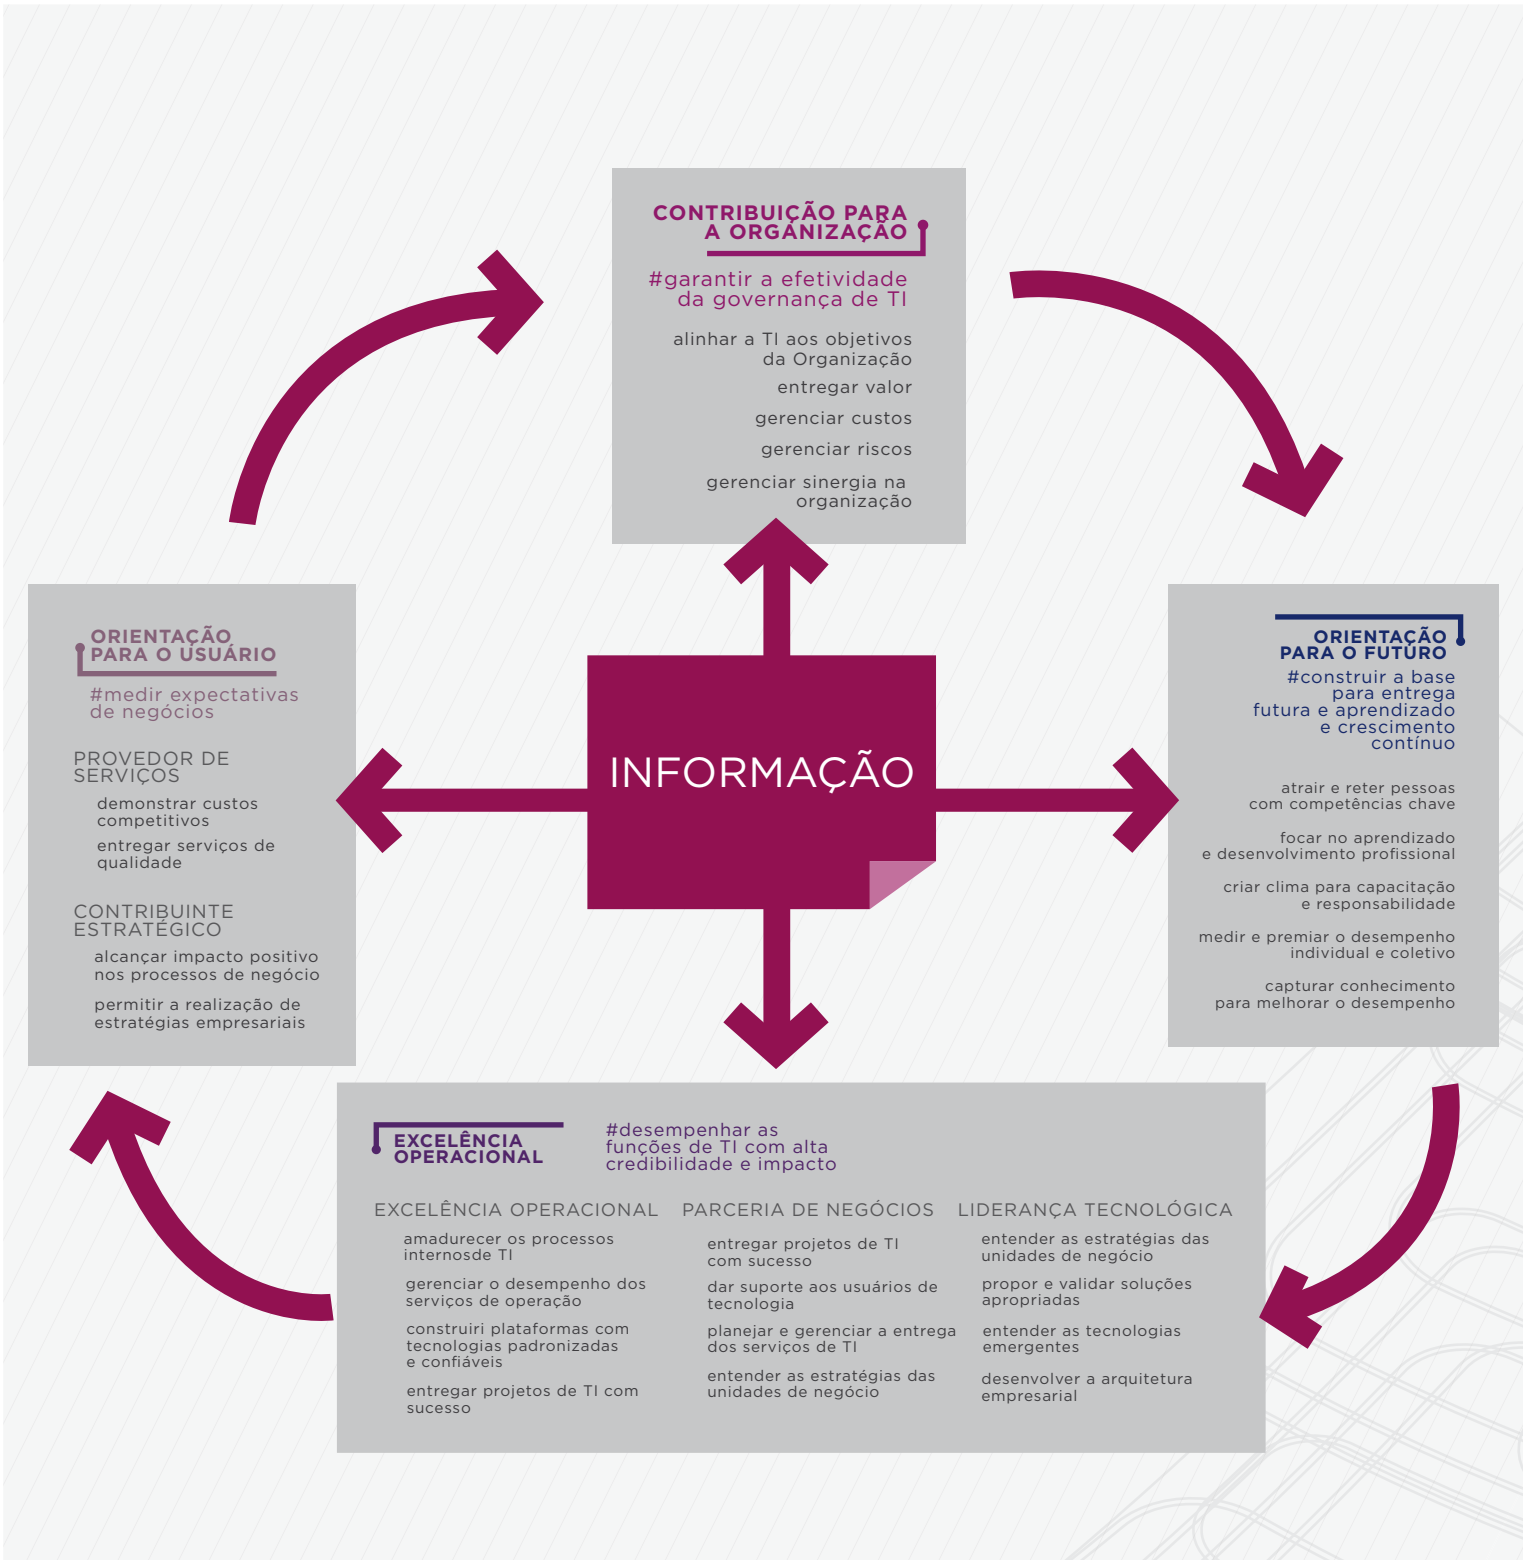 CONTRIBUIÇÃO PARA
A ORGANIZAÇÃO
#garantir a efetividade
da governança de TI
alinhar a TI aos objetivos
da Organização
entregar valor
gerenciar custos
gerenciar riscos
gerenciar sinergia na
organização
ORIENTAÇÃO
PARA O USUÁRIO
#medir expectativas
de negócios
PROVEDOR DE
SERVIÇOS
demonstrar custos
competitivos
entregar serviços de
qualidade
CONTRIBUINTE
ESTRATÉGICO
alcançar impacto positivo
nos processos de negócio
permitir a realização de
estratégias empresariais
INFORMAÇÃO
ORIENTAÇÃO
PARA O FUTURO
#construir a base
para entrega
futura e aprendizado
e crescimento
contínuo
atrair e reter pessoas
com competências chave
focar no aprendizado
e desenvolvimento profissional
criar clima para capacitação
e responsabilidade
medir e premiar o desempenho
individual e coletivo
capturar conhecimento
para melhorar o desempenho
EXCELÊNCIA
OPERACIONAL
#desempenhar as
funções de TI com alta
credibilidade e impacto
EXCELÊNCIA OPERACIONAL
amadurecer os processos
internosde TI
gerenciar o desempenho dos
serviços de operação
construiri plataformas com
tecnologias padronizadas
e confiáveis
entregar projetos de TI com
sucesso
PARCERIA DE NEGÓCIOS
entregar projetos de TI
com sucesso
dar suporte aos usuários de
tecnologia
planejar e gerenciar a entrega
dos serviços de TI
entender as estratégias das
unidades de negócio
LIDERANÇA TECNOLÓGICA
entender as estratégias das
unidades de negócio
propor e validar soluções
apropriadas
entender as tecnologias
emergentes
desenvolver a arquitetura
empresarial